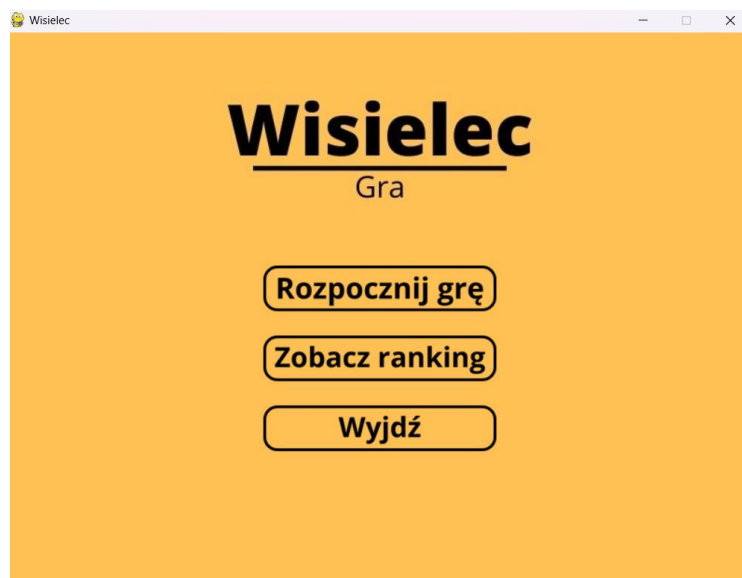 Wisielec
Wisielec
Gra
Rozpocznij grę
Zobacz ranking
Wyjdź